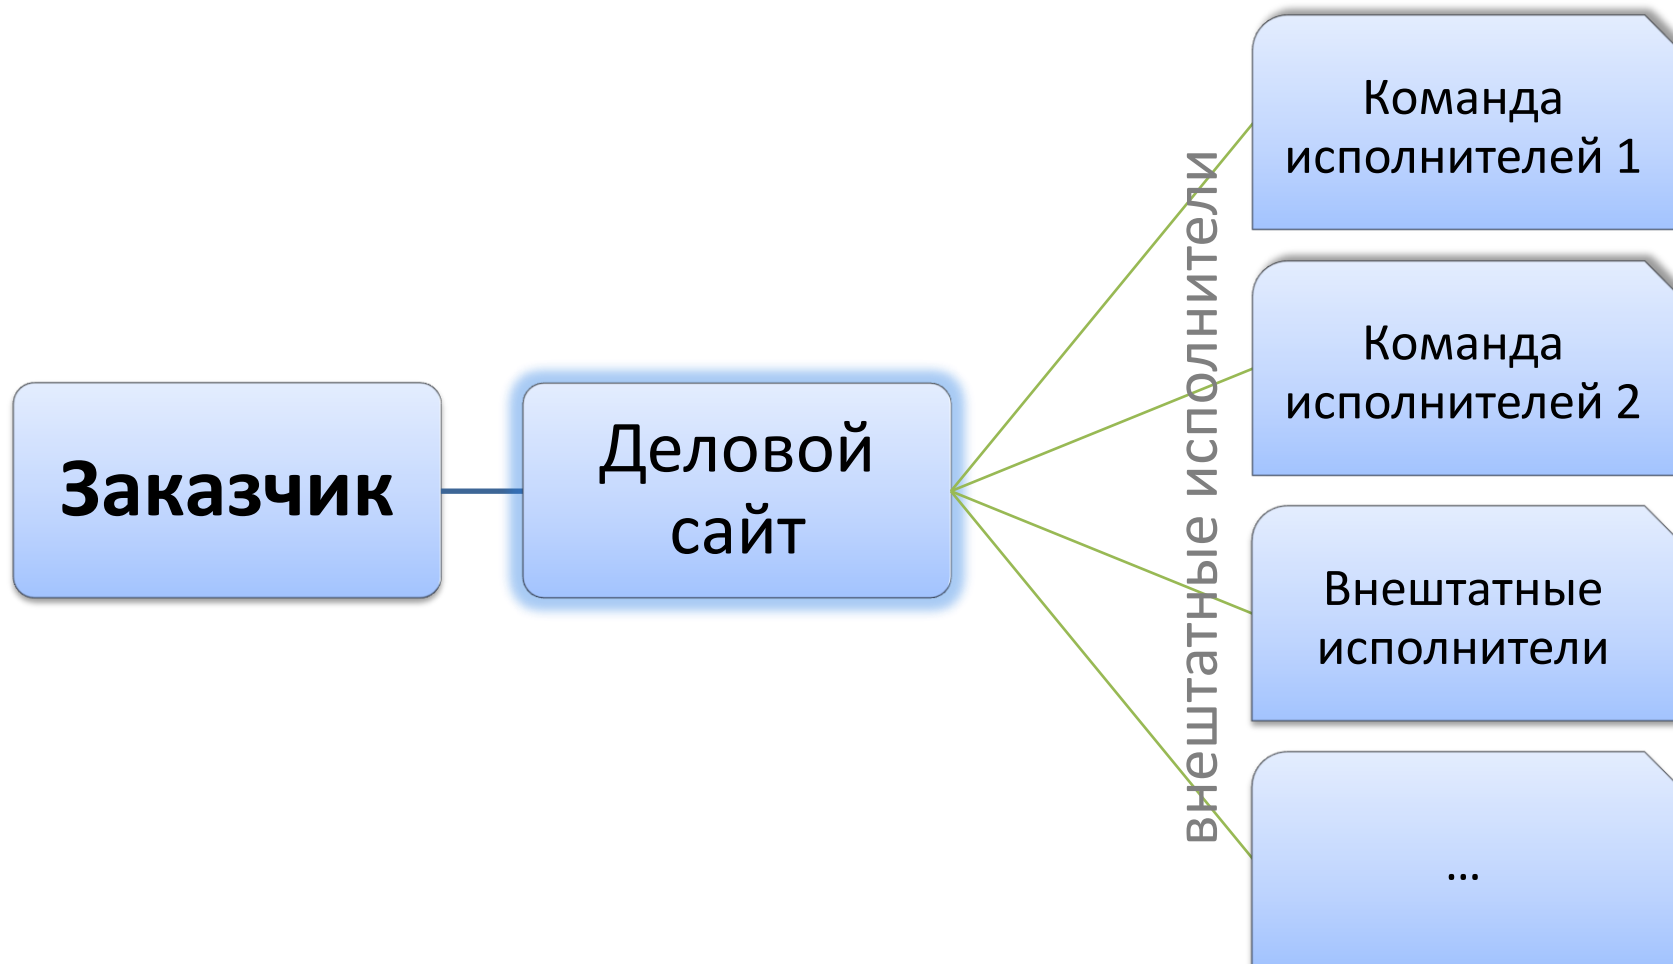 Заказчик
Деловой
сайт
внештатные исполнители
Команда
исполнителей 1
Команда
исполнителей 2
Внештатные
исполнители
...